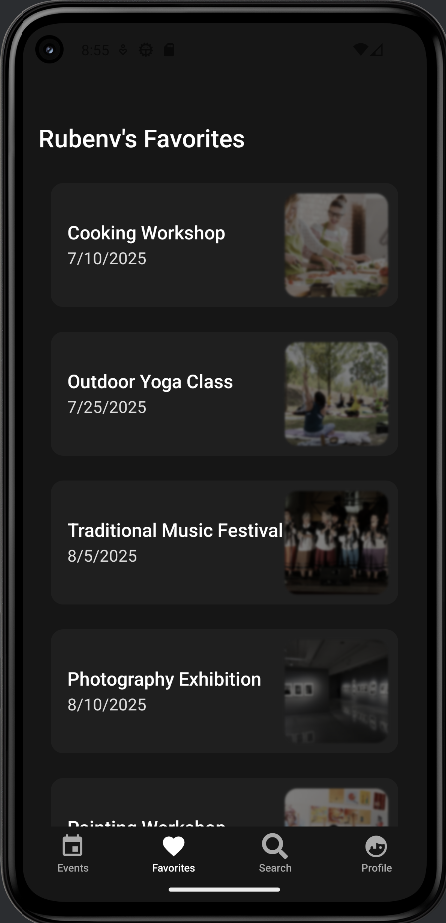 8:55
Rubenv's Favorites
Cooking Workshop
7/10/2025
Outdoor Yoga Class
7/25/2025
Traditional Music Festival
8/5/2025
Photography Exhibition
8/10/2025
Painting Workshop
Events
Favorites
Search
Profile